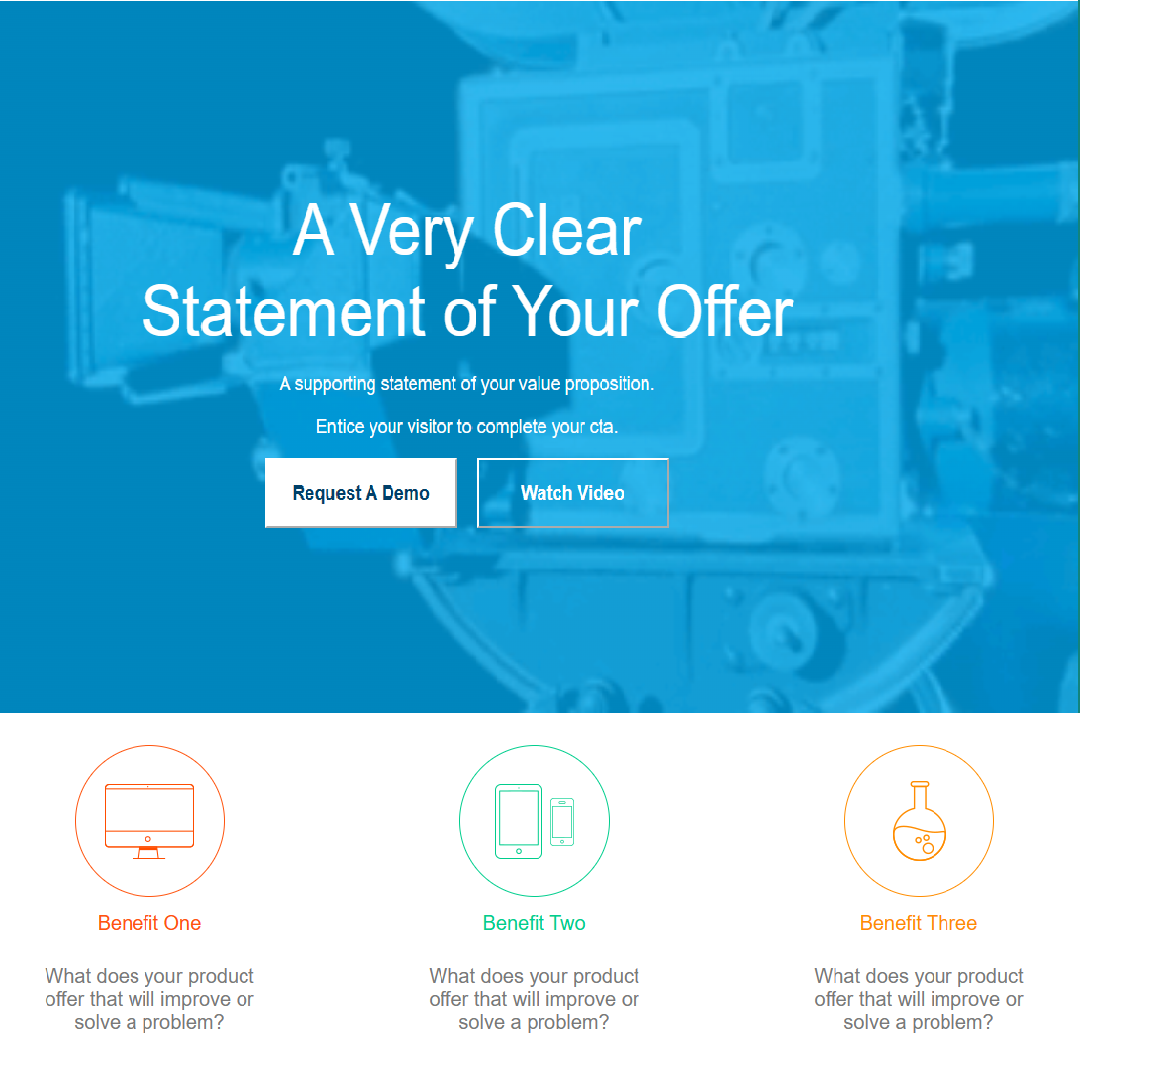 A Very Clear
Statement of Your Offer
A supporting statement of your value proposition.
Entice your visitor to complete your cta.
Request A Demo
Watch Video
Benefit One
Benefit Two
Benefit Three
What does your product
offer that will improve or
solve a problem?
What does your product
offer that will improve or
solve a problem?
What does your product
offer that will improve or
solve a problem?